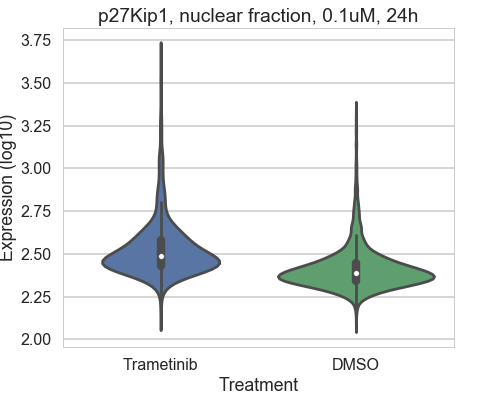 p27Kip1, nuclear fraction, 0.1uM, 24h
3.75
3.50
3.25
3.00
2.75
2.50
2.25
2.00
Expression (log10)
Trametinib
DMSO
Treatment